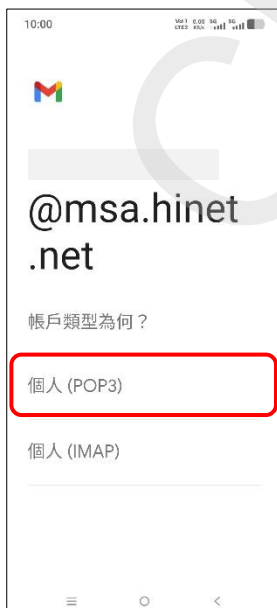 10:00
@msa.hinet
.net
帳戶類型為何？
個人 (POP3)
個人 (IMAP)